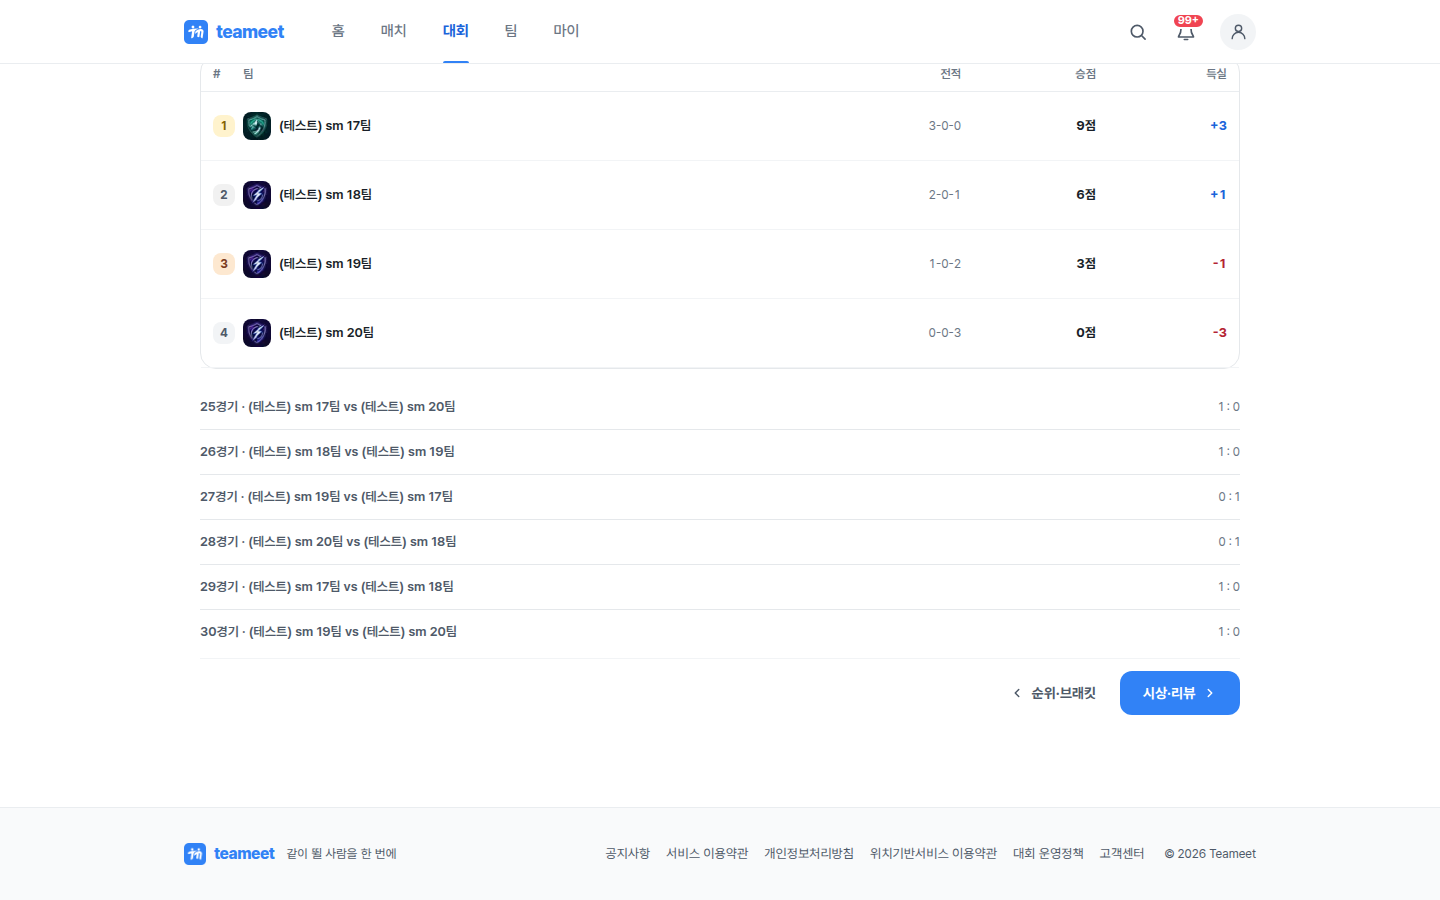 teameet 홈 매치 대회 팀 마이 99+
# 팀 전적 승점 득실
1 (테스트) sm 17팀 3-0-0 9점 +3
2 (테스트) sm 18팀 2-0-1 6점 +1
3 (테스트) sm 19팀 1-0-2 3점 -1
4 (테스트) sm 20팀 0-0-3 0점 -3
25경기 · (테스트) sm 17팀 vs (테스트) sm 20팀 1 : 0
26경기 · (테스트) sm 18팀 vs (테스트) sm 19팀 1 : 0
27경기 · (테스트) sm 19팀 vs (테스트) sm 17팀 0 : 1
28경기 · (테스트) sm 20팀 vs (테스트) sm 18팀 0 : 1
29경기 · (테스트) sm 17팀 vs (테스트) sm 18팀 1 : 0
30경기 · (테스트) sm 19팀 vs (테스트) sm 20팀 1 : 0
순위·브래킷 시상·리뷰
teameet 같이 뛸 사람을 한 번에 공지사항 서비스 이용약관 개인정보처리방침 위치기반서비스 이용약관 대회 운영정책 고객센터 © 2026 Teameet